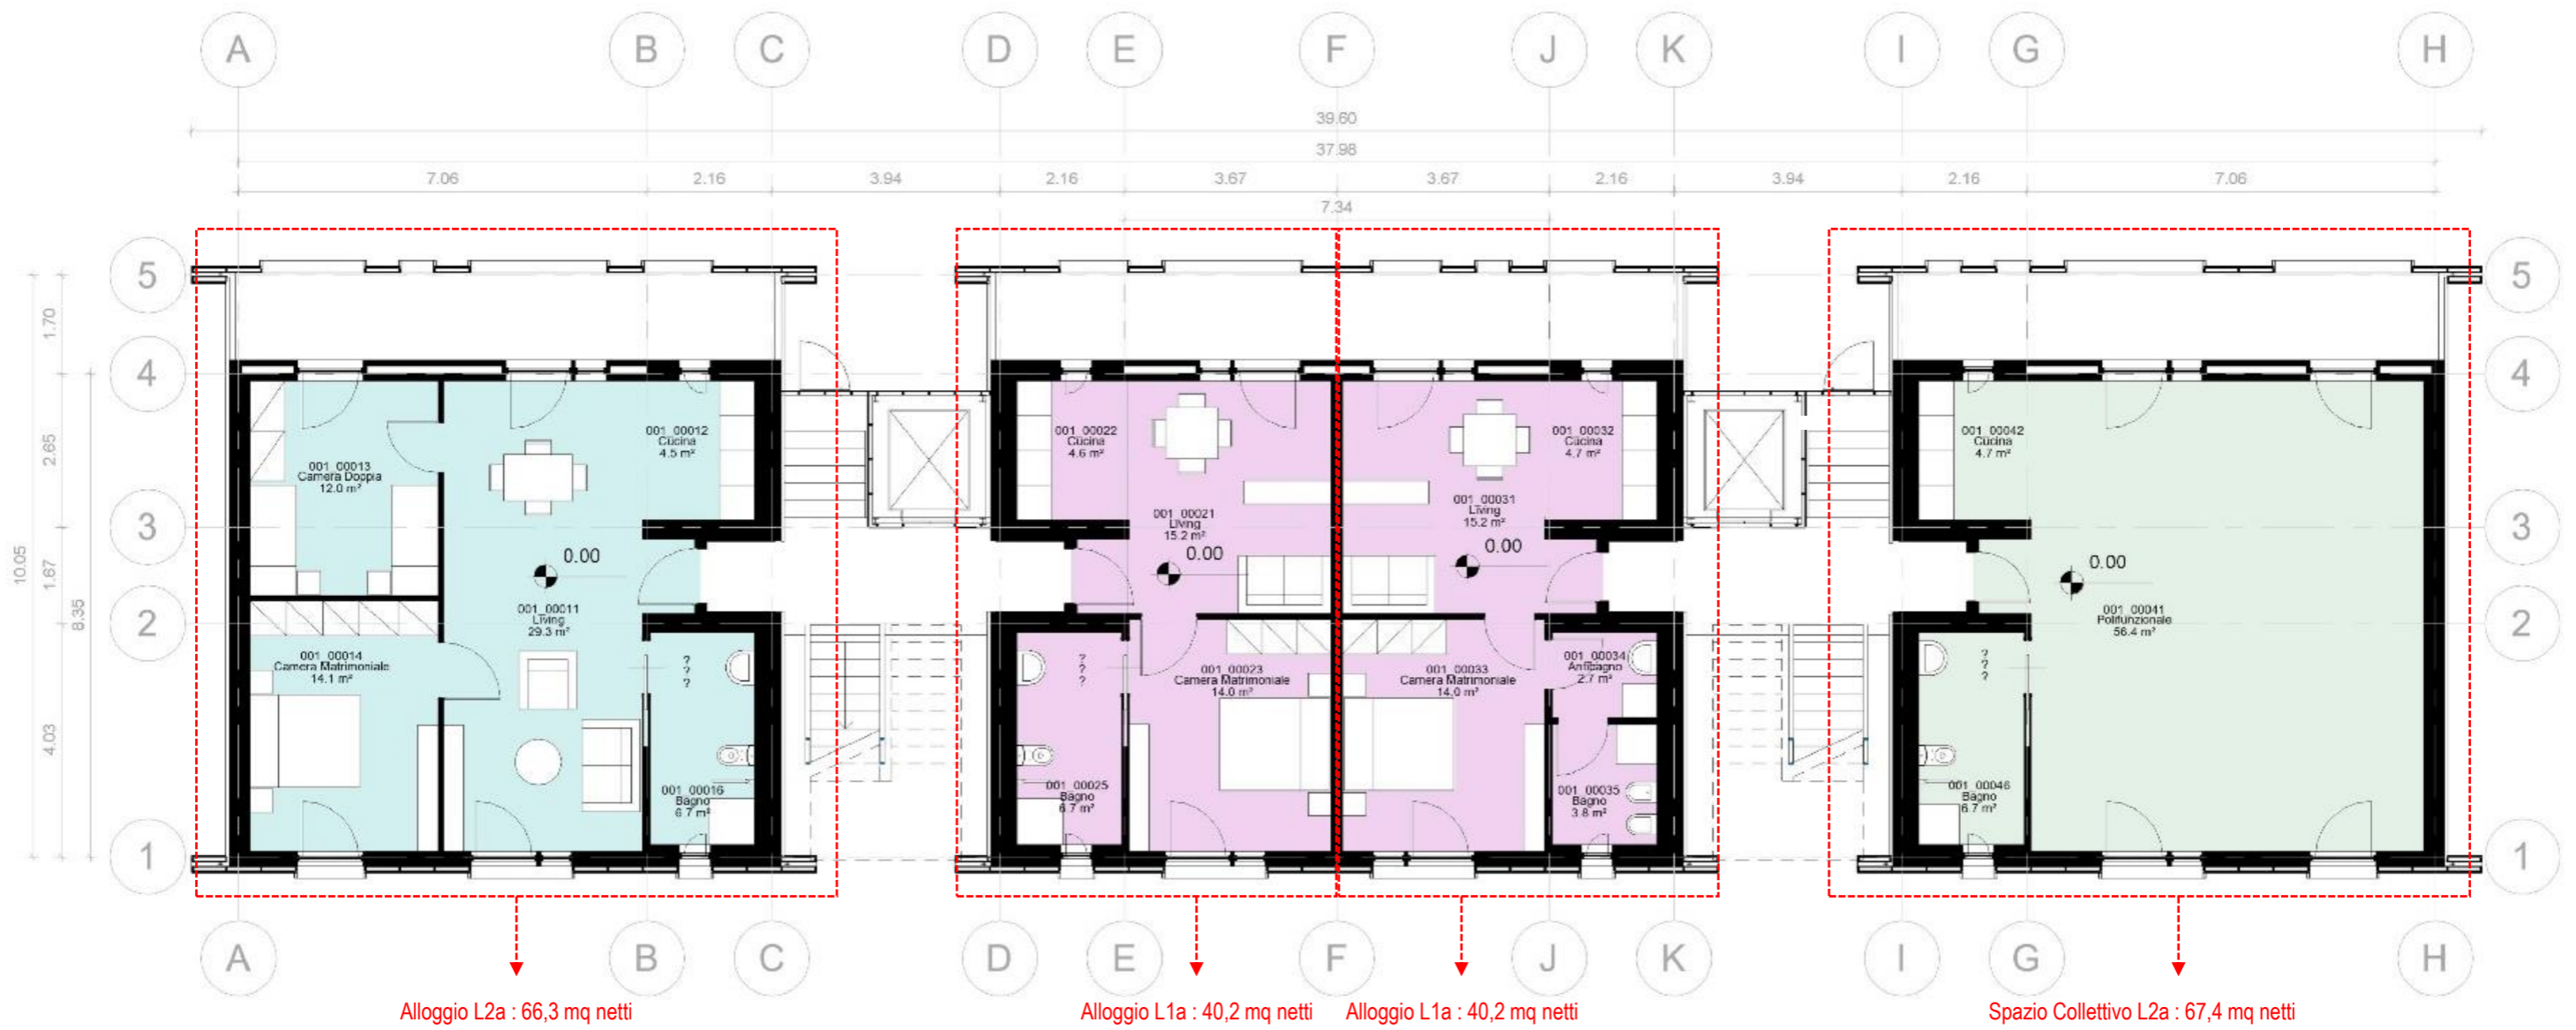 A B C D E F J K I G H
39.60
37.98
7.06 2.16 3.94 2.16 3.67 3.67 2.16 3.94 2.16 7.06
7.34
5 5
4 4
3 3
2 2
1 1
1.70
2.65
1.67
4.03
8.35
10.05
001_00013
Camera Doppia
12.0 m²
001_00012
Cucina
4.5 m²
0.00
001_00011
Living
29.3 m²
001_00014
Camera Matrimoniale
14.1 m²
?
?
?
001_00016
Bagno
6.7 m²
001_00022
Cucina
4.6 m²
001_00021
Living
15.2 m²
0.00
?
?
?
001_00023
Camera Matrimoniale
14.0 m²
001_00025
Bagno
6.7 m²
001_00032
Cucina
4.7 m²
001_00031
Living
15.2 m²
0.00
001_00033
Camera Matrimoniale
14.0 m²
001_00034
Antibagno
2.7 m²
001_00035
Bagno
3.8 m²
001_00042
Cucina
4.7 m²
0.00
001_00041
Polifunzionale
56.4 m²
?
?
?
001_00046
Bagno
6.7 m²
A B C D E F J K I G H
Alloggio L2a : 66,3 mq netti
Alloggio L1a : 40,2 mq netti
Alloggio L1a : 40,2 mq netti
Spazio Collettivo L2a : 67,4 mq netti